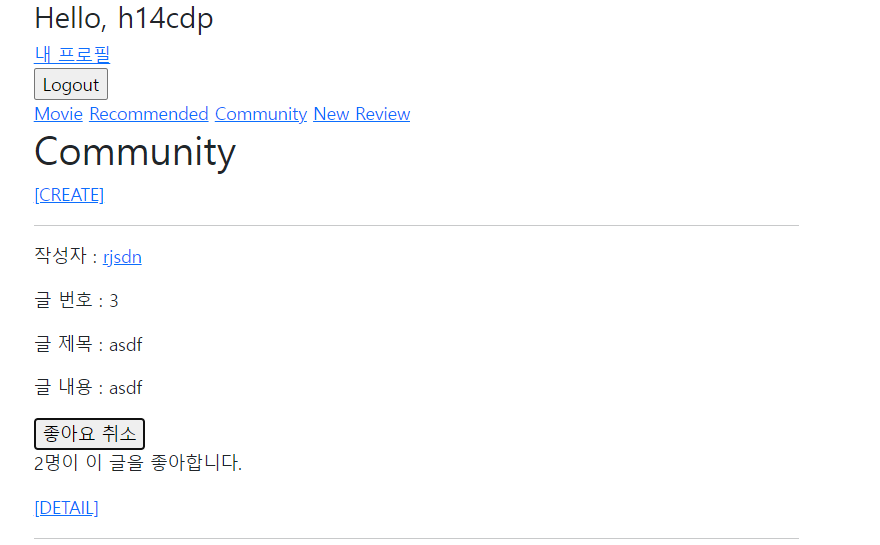 Hello, h14cdp
내 프로필
Logout
Movie Recommended Community New Review
Community
[CREATE]
작성자 : rjsdn
글 번호 : 3
글 제목 : asdf
글 내용 : asdf
좋아요 취소
2명이 이 글을 좋아합니다.
[DETAIL]